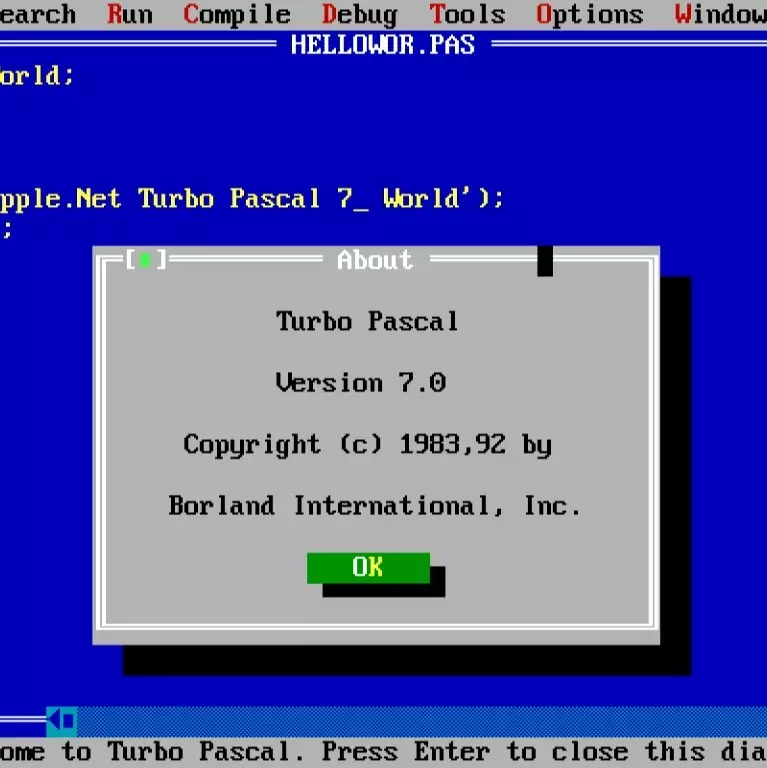 earch Run Compile Debug Tools Options Window
HELLOWOR.PAS
orld;
pple.Net Turbo Pascal 7_ World');
;
[■] About
Turbo Pascal
Version 7.0
Copyright (c) 1983,92 by
Borland International, Inc.
OK
ome to Turbo Pascal. Press Enter to close this dia